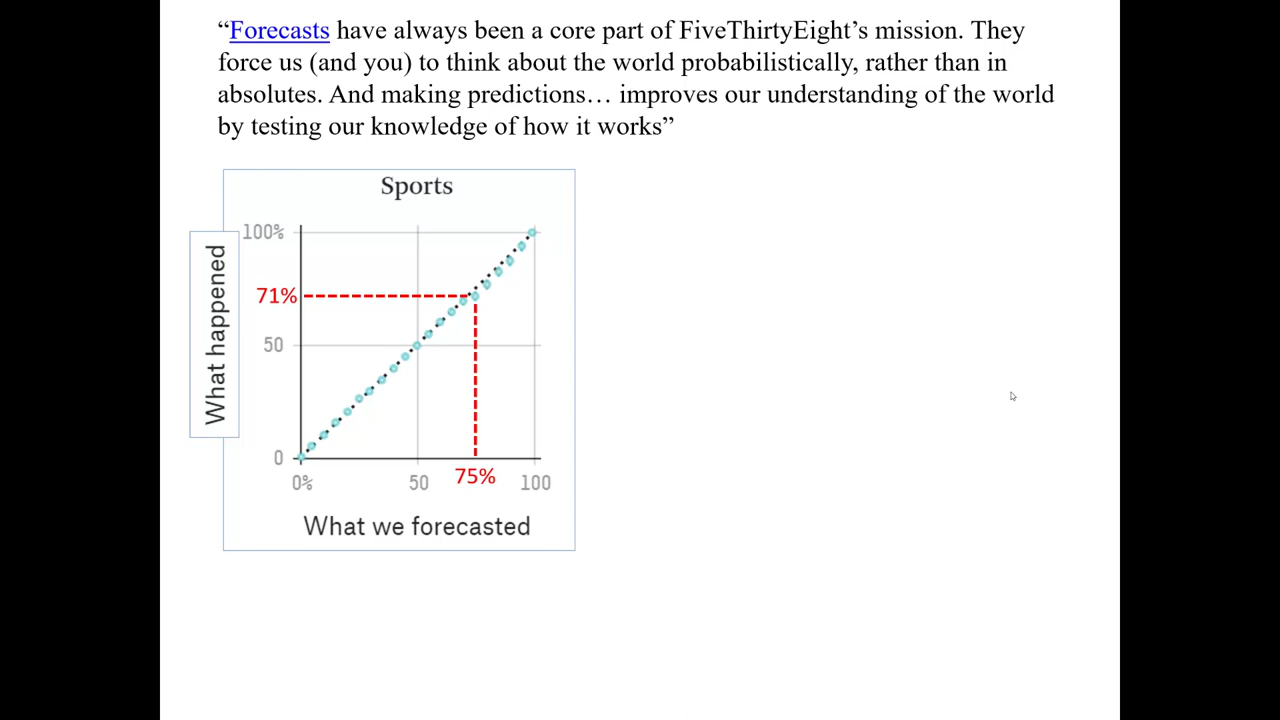 “Forecasts have always been a core part of FiveThirtyEight’s mission. They
force us (and you) to think about the world probabilistically, rather than in
absolutes. And making predictions… improves our understanding of the world
by testing our knowledge of how it works”
Sports
What happened
100%
71%
50
0
0%
50
75%
100
What we forecasted